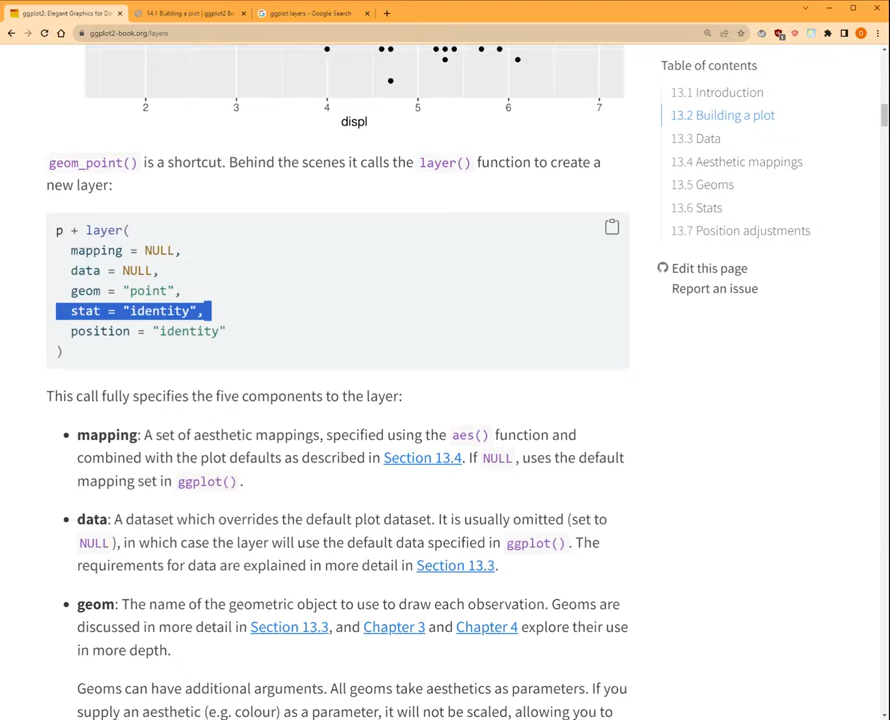 ggplot2: Elegant Graphics for Da
14.1 Building a plot | ggplot2 Bo
ggplot layers - Google Search
ggplot2-book.org/layers
2 3 4 5 6 7
displ
geom_point() is a shortcut. Behind the scenes it calls the layer() function to create a
new layer:
p + layer(
mapping = NULL,
data = NULL,
geom = "point",
stat = "identity",
position = "identity"
)
This call fully specifies the five components to the layer:
• mapping: A set of aesthetic mappings, specified using the aes() function and
combined with the plot defaults as described in Section 13.4. If NULL, uses the default
mapping set in ggplot().
• data: A dataset which overrides the default plot dataset. It is usually omitted (set to
NULL), in which case the layer will use the default data specified in ggplot(). The
requirements for data are explained in more detail in Section 13.3.
• geom: The name of the geometric object to use to draw each observation. Geoms are
discussed in more detail in Section 13.3, and Chapter 3 and Chapter 4 explore their use
in more depth.
Geoms can have additional arguments. All geoms take aesthetics as parameters. If you
supply an aesthetic (e.g. colour) as a parameter, it will not be scaled, allowing you to
Table of contents
13.1 Introduction
13.2 Building a plot
13.3 Data
13.4 Aesthetic mappings
13.5 Geoms
13.6 Stats
13.7 Position adjustments
Edit this page
Report an issue